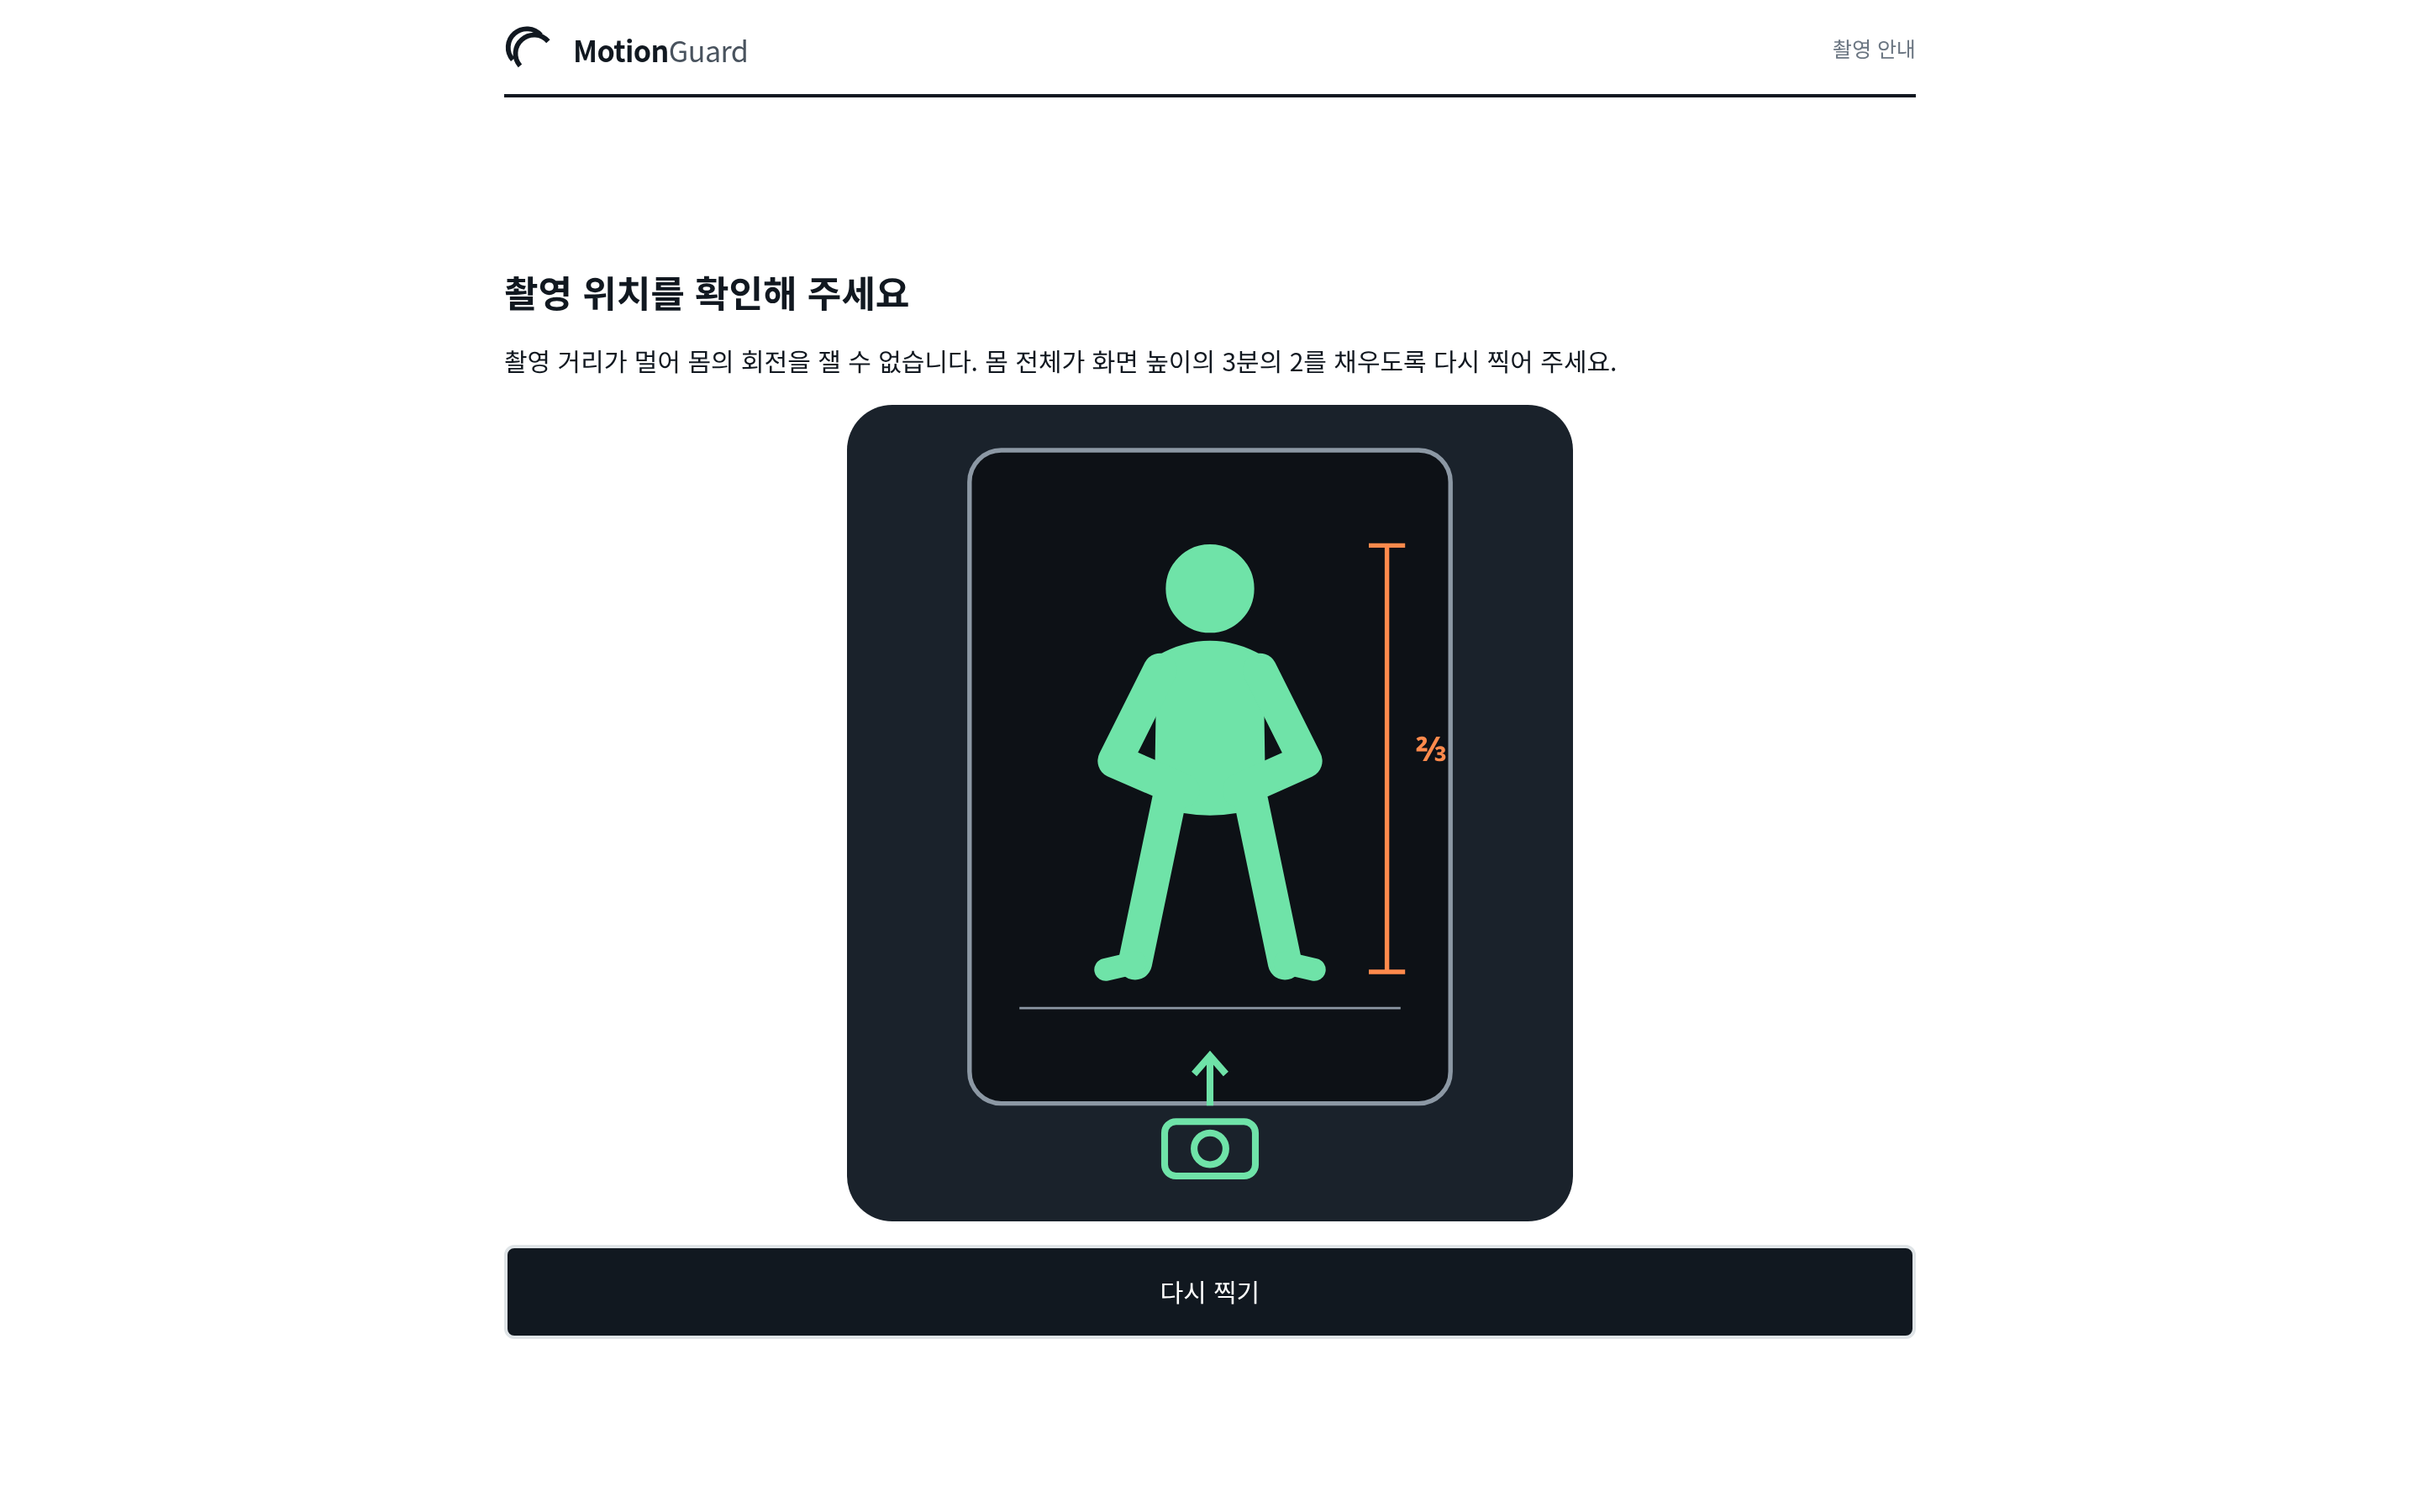 MotionGuard
촬영 안내
촬영 위치를 확인해 주세요
촬영 거리가 멀어 몸의 회전을 잴 수 없습니다. 몸 전체가 화면 높이의 3분의 2를 채우도록 다시 찍어 주세요.
⅔
다시 찍기